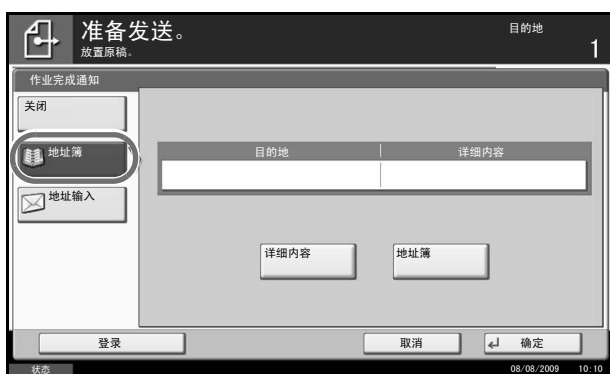 准备发送。
放置原稿。
目的地
1
作业完成通知
关闭
地址簿
地址输入
目的地 详细内容
详细内容 地址簿
登录 取消 确定
状态 08/08/2009 10:10